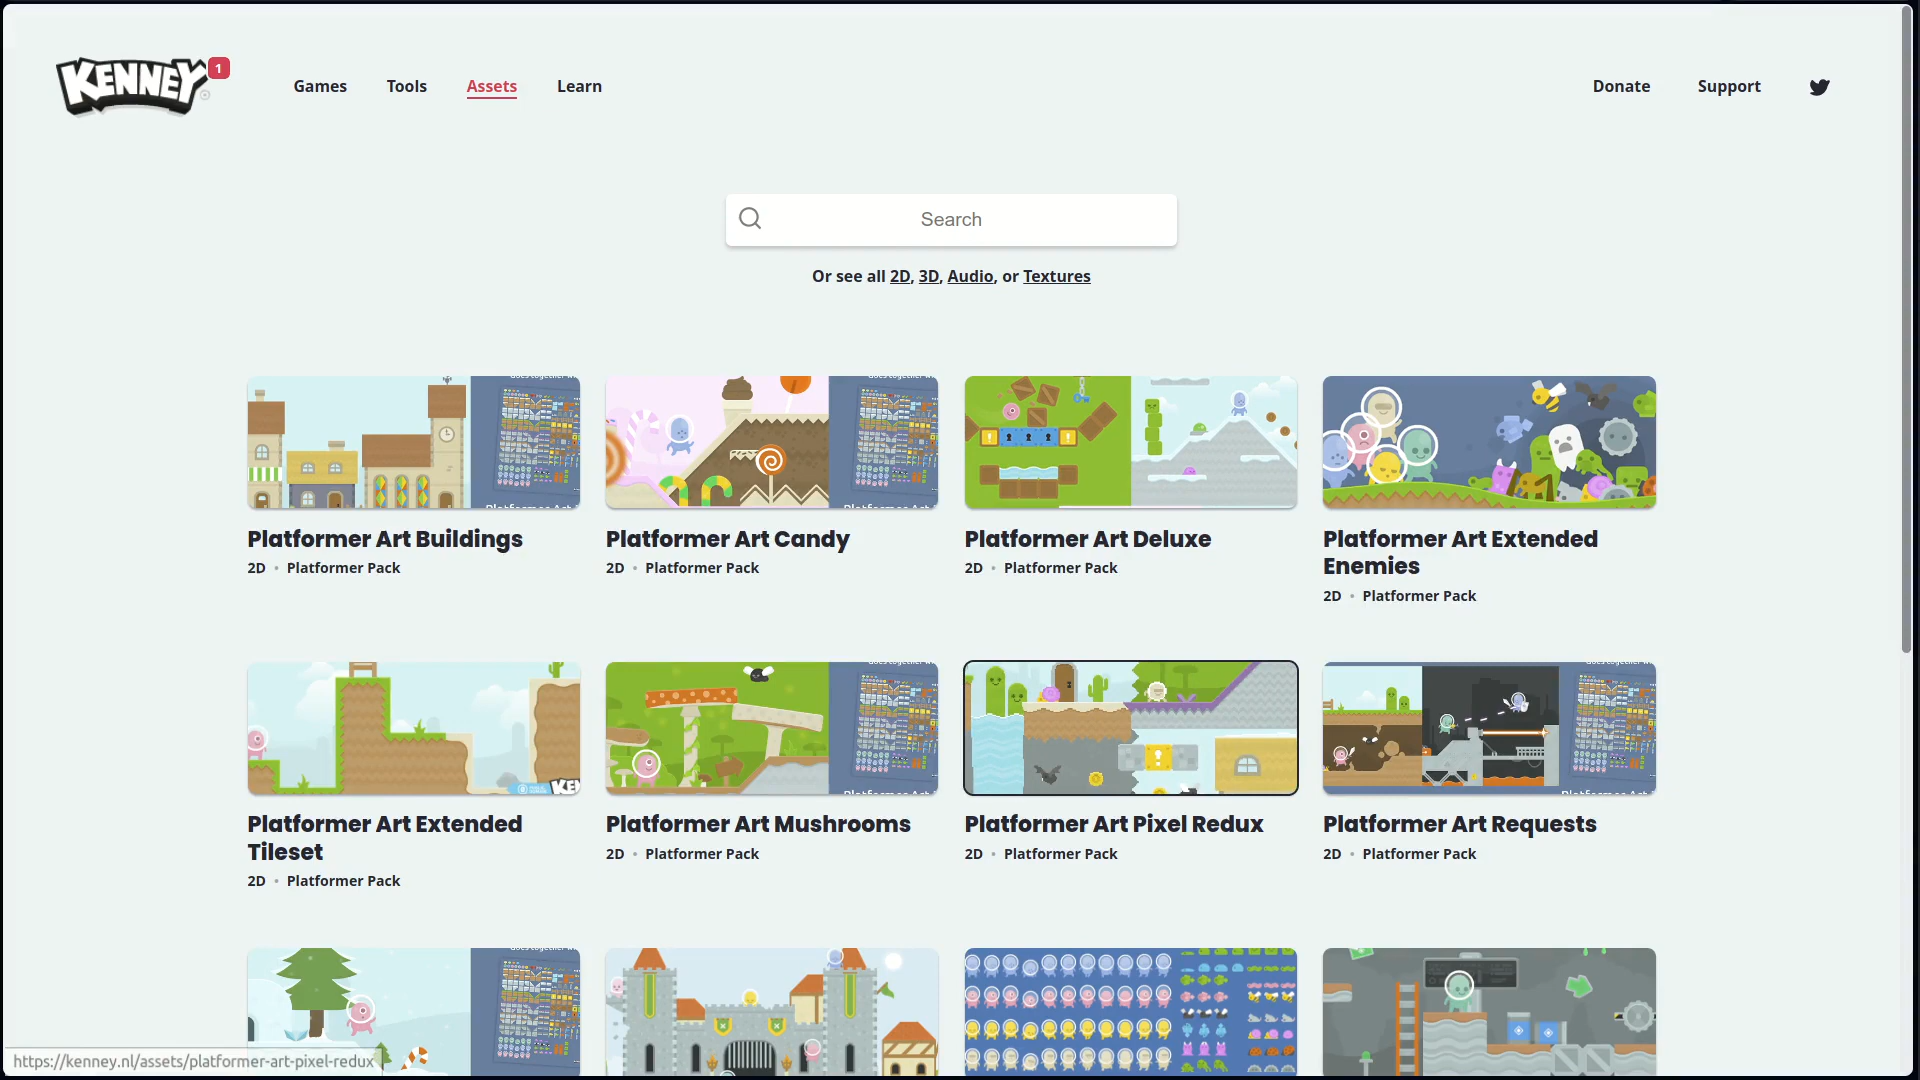 KENNEY
1
Games
Tools
Assets
Learn
Donate
Support
Search
Or see all 2D, 3D, Audio, or Textures
Platformer Art Buildings
2D • Platformer Pack
Platformer Art Candy
2D • Platformer Pack
Platformer Art Deluxe
2D • Platformer Pack
Platformer Art Extended
Enemies
2D • Platformer Pack
Platformer Art Extended
Tileset
2D • Platformer Pack
Platformer Art Mushrooms
2D • Platformer Pack
Platformer Art Pixel Redux
2D • Platformer Pack
Platformer Art Requests
2D • Platformer Pack
https://kenney.nl/assets/platformer-art-pixel-redux